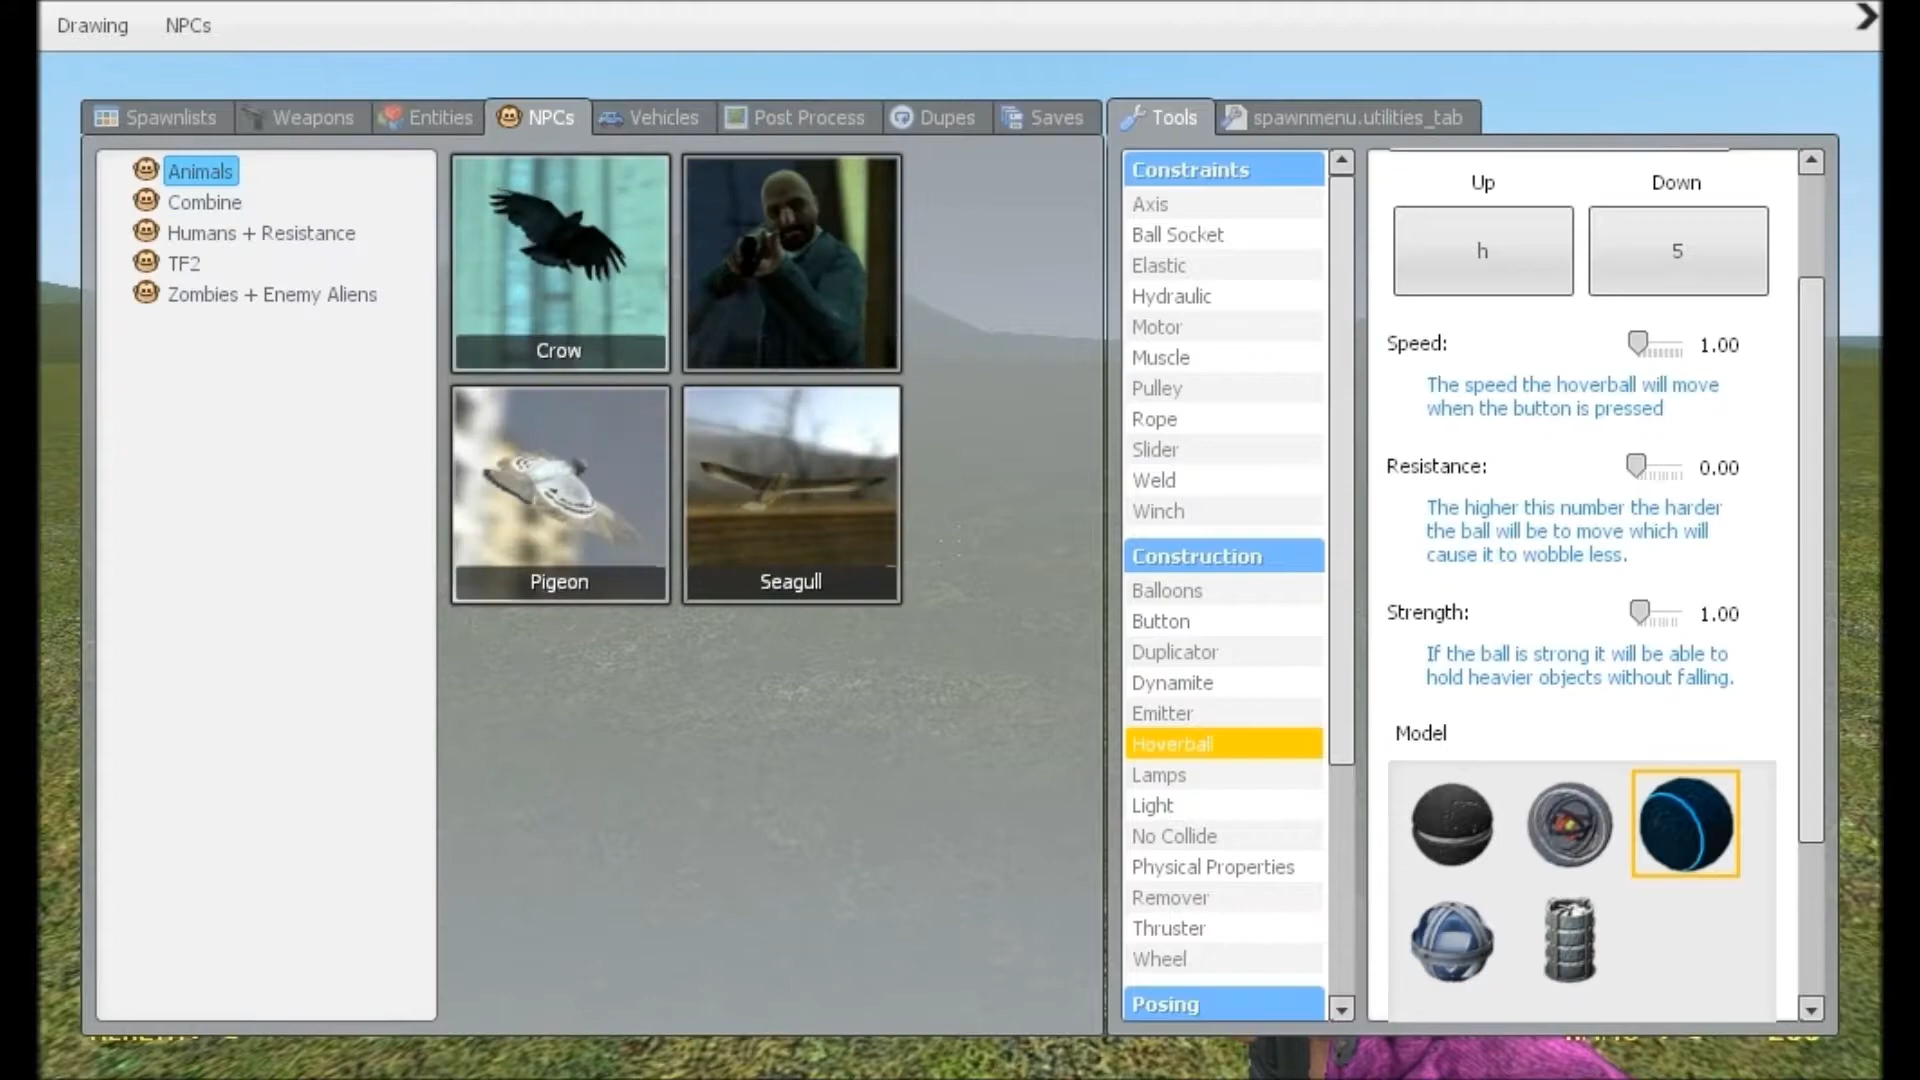 Drawing NPCs
Spawnlists Weapons Entities NPCs Vehicles Post Process Dupes Saves Tools spawnmenu.utilities_tab
Animals
Combine
Humans + Resistance
TF2
Zombies + Enemy Aliens
Crow
Pigeon
Seagull
Constraints
Axis
Ball Socket
Elastic
Hydraulic
Motor
Muscle
Pulley
Rope
Slider
Weld
Winch
Construction
Balloons
Button
Duplicator
Dynamite
Emitter
Hoverball
Lamps
Light
No Collide
Physical Properties
Remover
Thruster
Wheel
Posing
Up Down
h 5
Speed: 1.00
The speed the hoverball will move
when the button is pressed
Resistance: 0.00
The higher this number the harder
the ball will be to move which will
cause it to wobble less.
Strength: 1.00
If the ball is strong it will be able to
hold heavier objects without falling.
Model